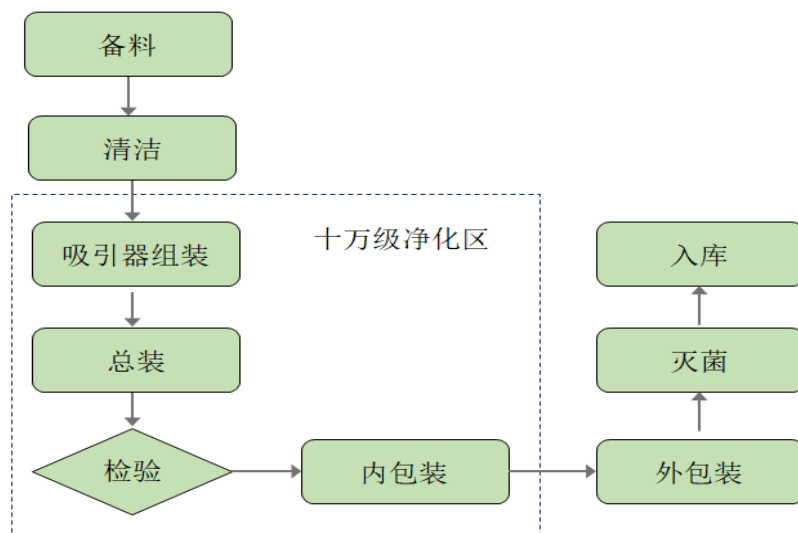 备料
清洁
十万级净化区
吸引器组装
总装
检验
内包装
外包装
灭菌
入库